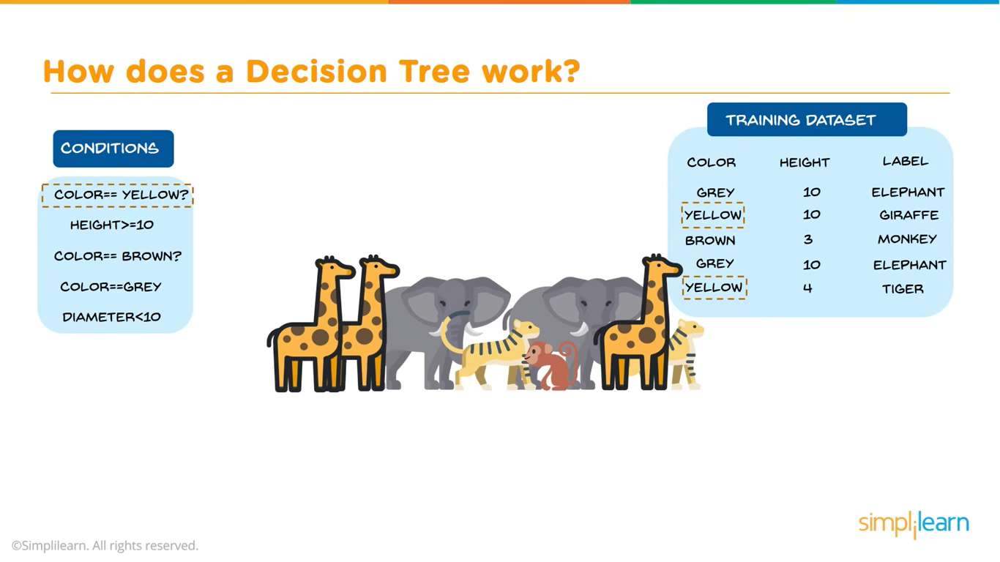 How does a Decision Tree work?
CONDITIONS
COLOR== YELLOW?
HEIGHT>=10
COLOR== BROWN?
COLOR==GREY
DIAMETER<10
TRAINING DATASET
COLOR HEIGHT LABEL
GREY 10 ELEPHANT
YELLOW 10 GIRAFFE
BROWN 3 MONKEY
GREY 10 ELEPHANT
YELLOW 4 TIGER
simplilearn
©Simplilearn. All rights reserved.